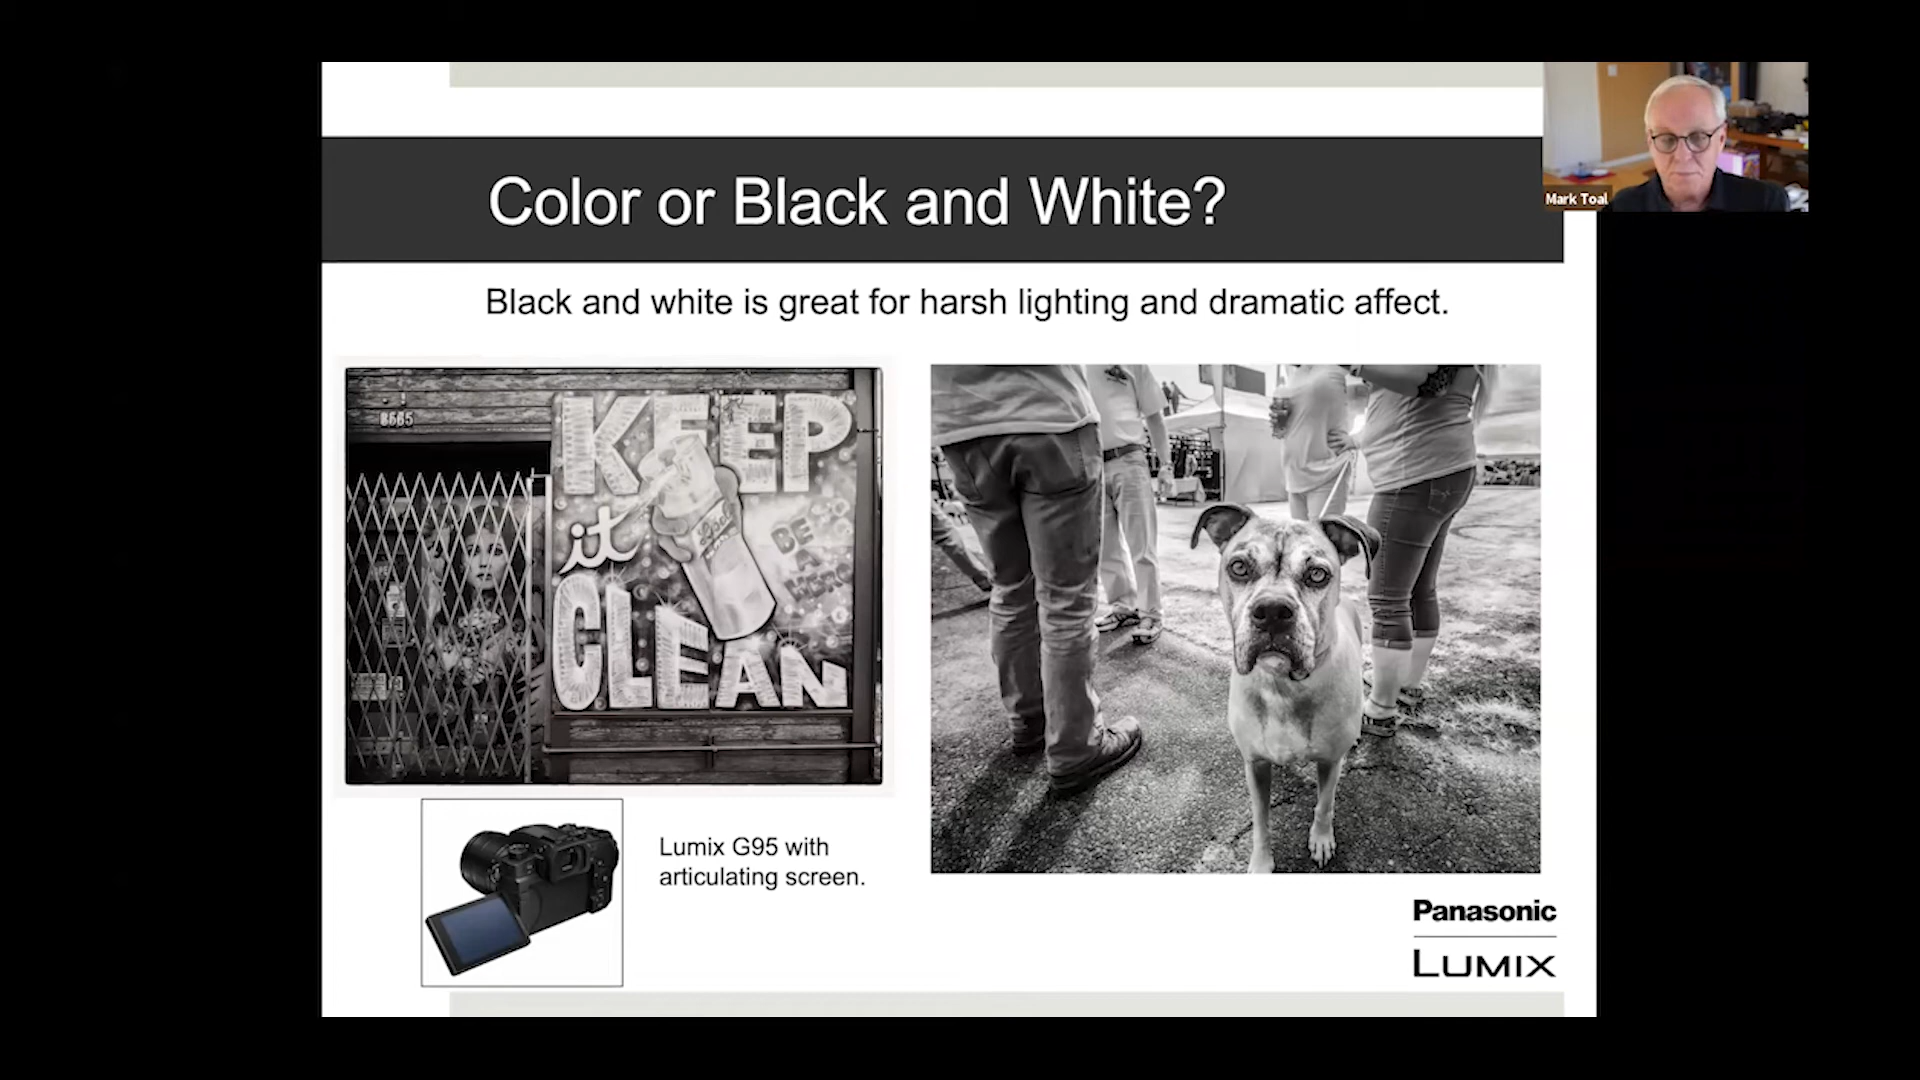 Color or Black and White?
Mark Toal
Black and white is great for harsh lighting and dramatic affect.
8665
KEEP
it
CLEAN
BE
A
HERO
Lumix G95 with
articulating screen.
Panasonic
LUMIX